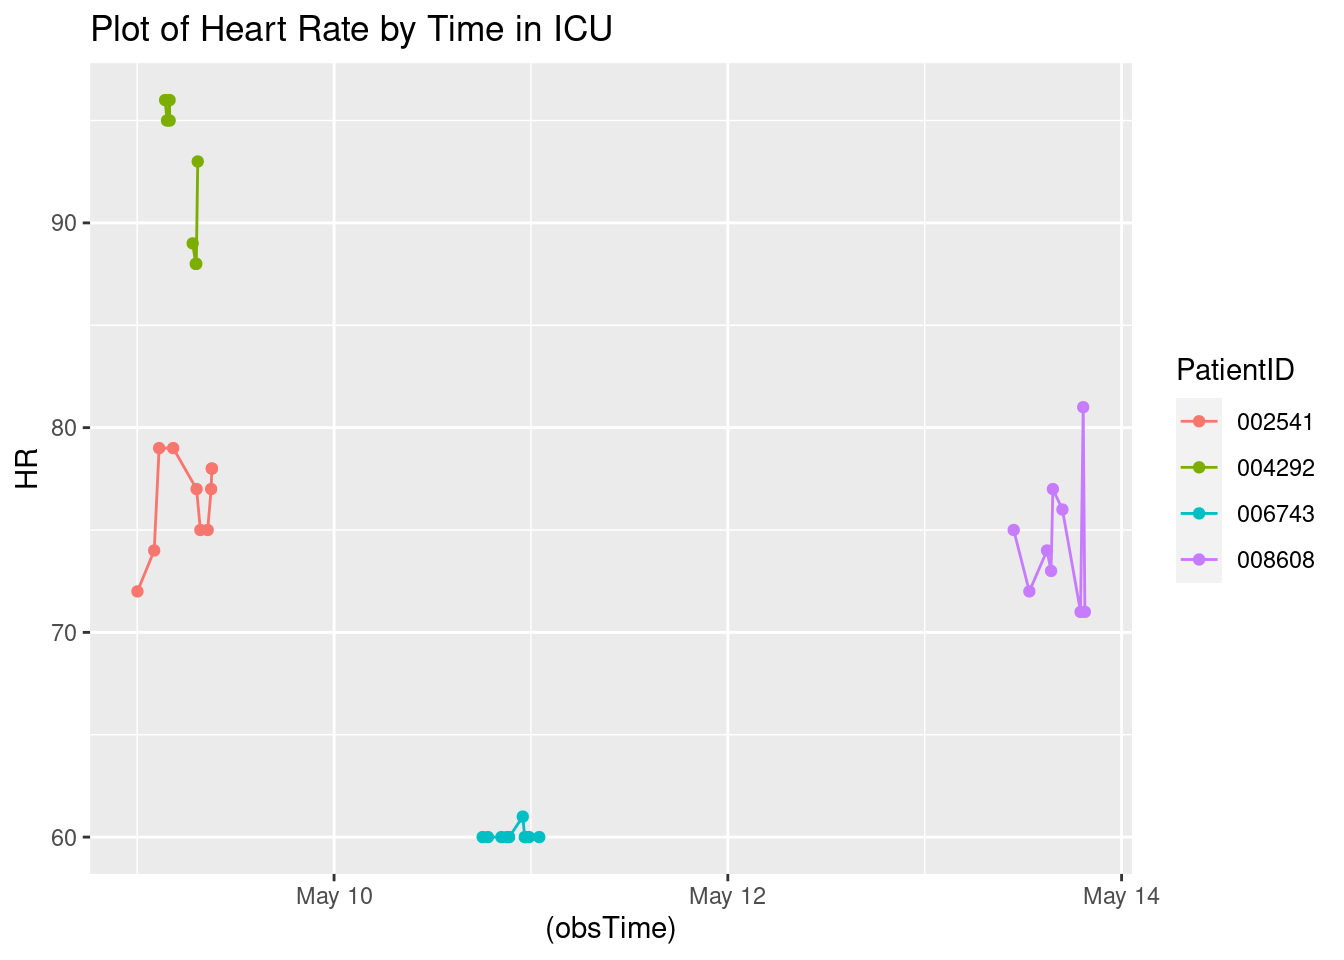 Plot of Heart Rate by Time in ICU
HR
90
80
70
60
May 10
May 12
May 14
(obsTime)
PatientID
002541
004292
006743
008608